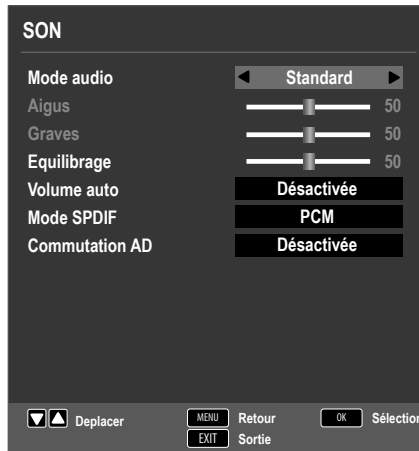 SON
Mode audio Standard
Aigus 50
Graves 50
Equilibrage 50
Volume auto Désactivée
Mode SPDIF PCM
Commutation AD Désactivée
Deplacer MENU Retour OK Sélection
EXIT Sortie